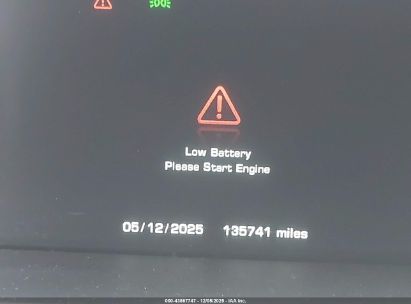 Low Battery
Please Start Engine
05/12/2025 135741 miles